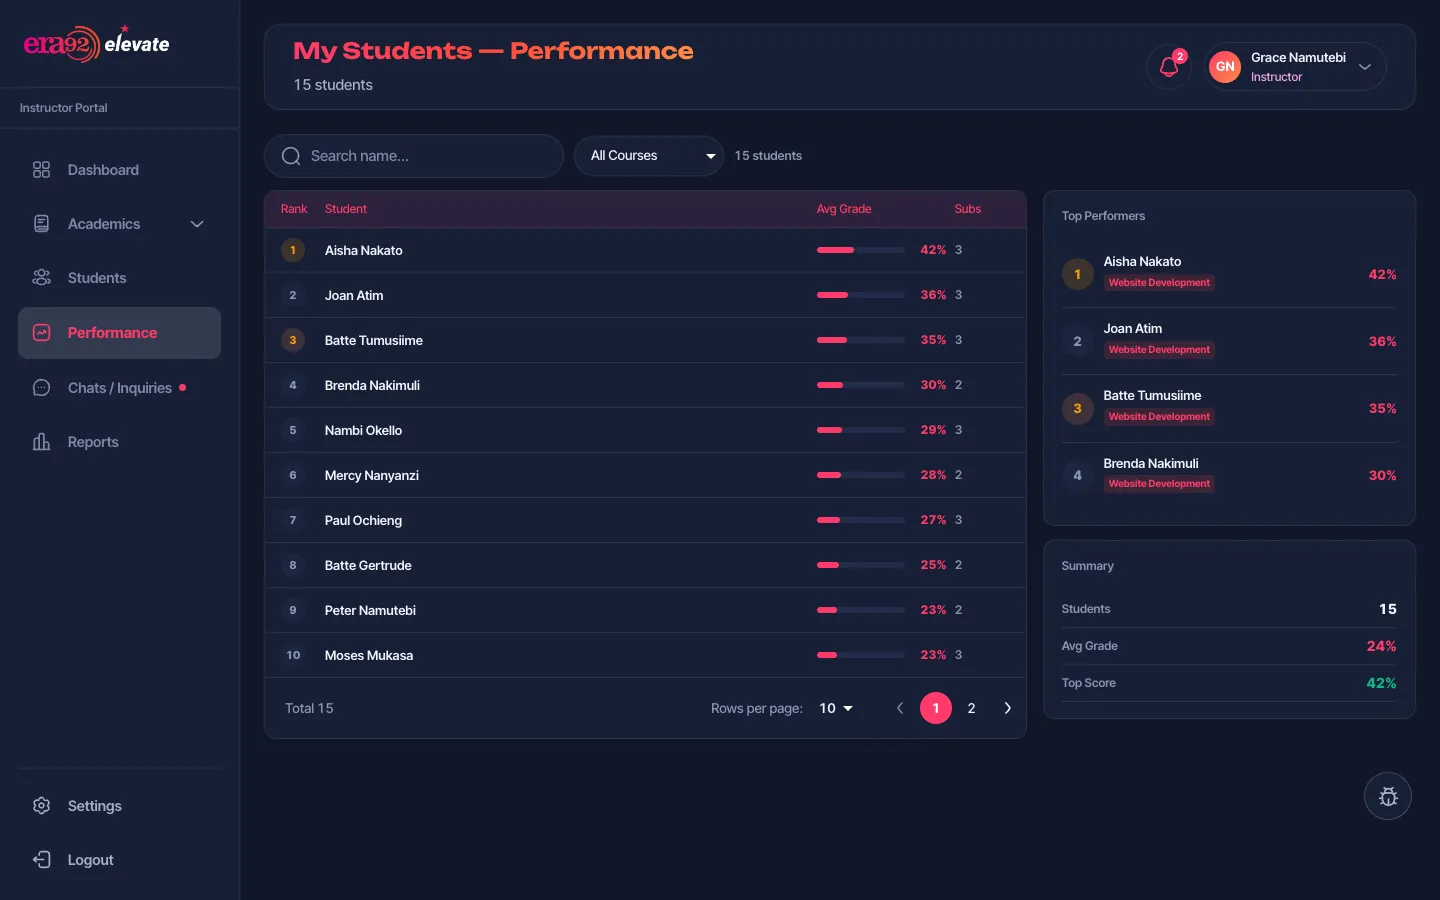 era92 elevate
Instructor Portal
Dashboard
Academics
Students
Performance
Chats / Inquiries
Reports
Settings
Logout
My Students — Performance
15 students
2
GN
Grace Namutebi
Instructor
Search name...
All Courses
15 students
Rank Student Avg Grade Subs
1 Aisha Nakato 42% 3
2 Joan Atim 36% 3
3 Batte Tumusiime 35% 3
4 Brenda Nakimuli 30% 2
5 Nambi Okello 29% 3
6 Mercy Nanyanzi 28% 2
7 Paul Ochieng 27% 3
8 Batte Gertrude 25% 2
9 Peter Namutebi 23% 2
10 Moses Mukasa 23% 3
Total 15 Rows per page: 10 1 2
Top Performers
1 Aisha Nakato 42%
Website Development
2 Joan Atim 36%
Website Development
3 Batte Tumusiime 35%
Website Development
4 Brenda Nakimuli 30%
Website Development
Summary
Students 15
Avg Grade 24%
Top Score 42%